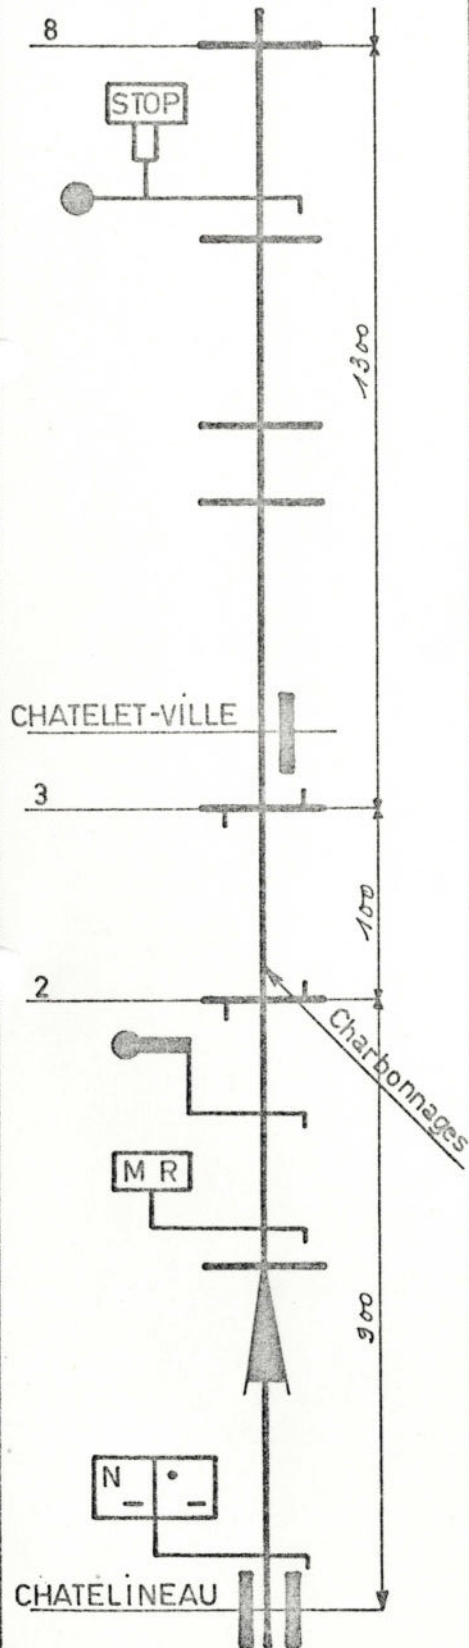 8
STOP
1300
CHATELET-VILLE
3
100
2
Charbonnages
M R
900
N
CHATELINEAU